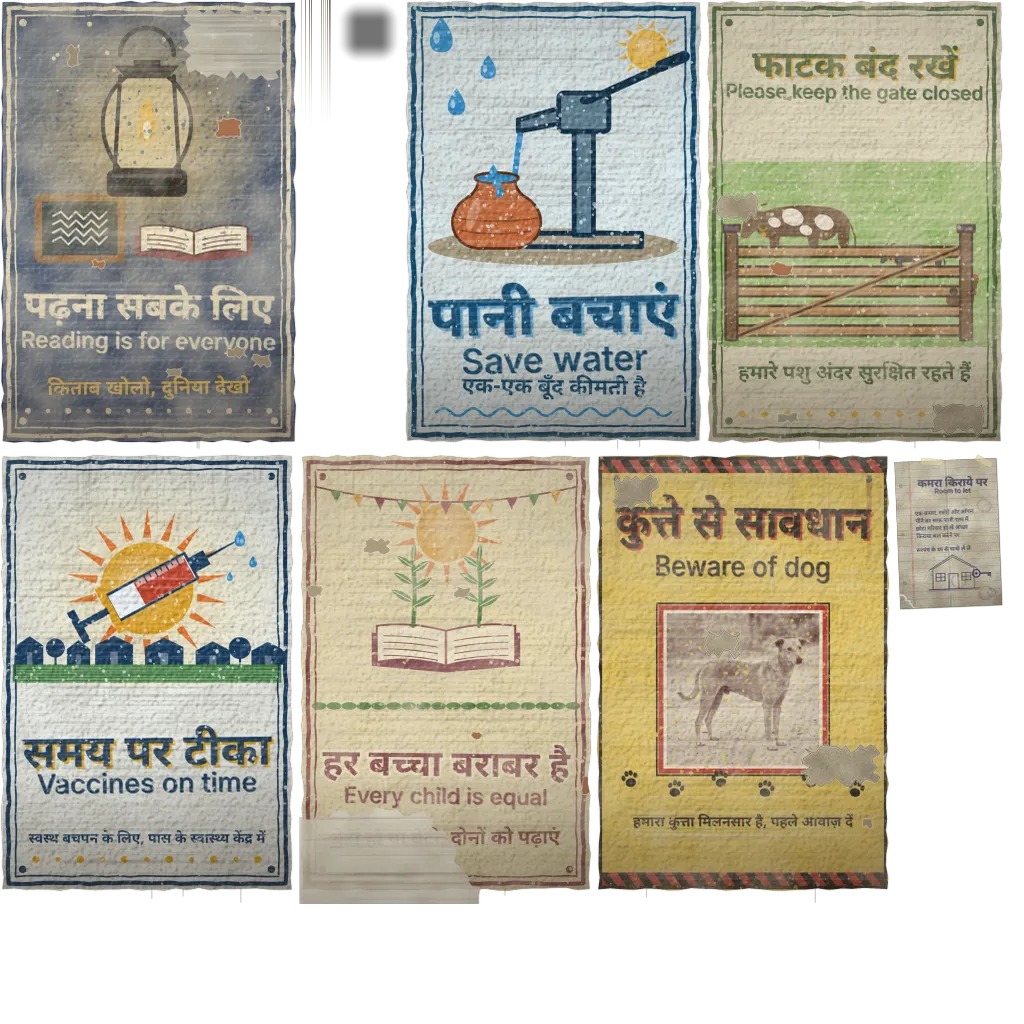 पढ़ना सबके लिए
Reading is for everyone
किताब खोलो, दुनिया देखो
पानी बचाएं
Save water
एक-एक बूँद कीमती है
फाटक बंद रखें
Please keep the gate closed
हमारे पशु अंदर सुरक्षित रहते हैं
समय पर टीका
Vaccines on time
स्वस्थ बचपन के लिए, पास के स्वास्थ्य केंद्र में
हर बच्चा बराबर है
Every child is equal
दोनों को पढ़ाएं
कुत्ते से सावधान
Beware of dog
हमारा कुत्ता मिलनसार है, पहले आवाज़ दें
कमरा किराये पर
Room to let